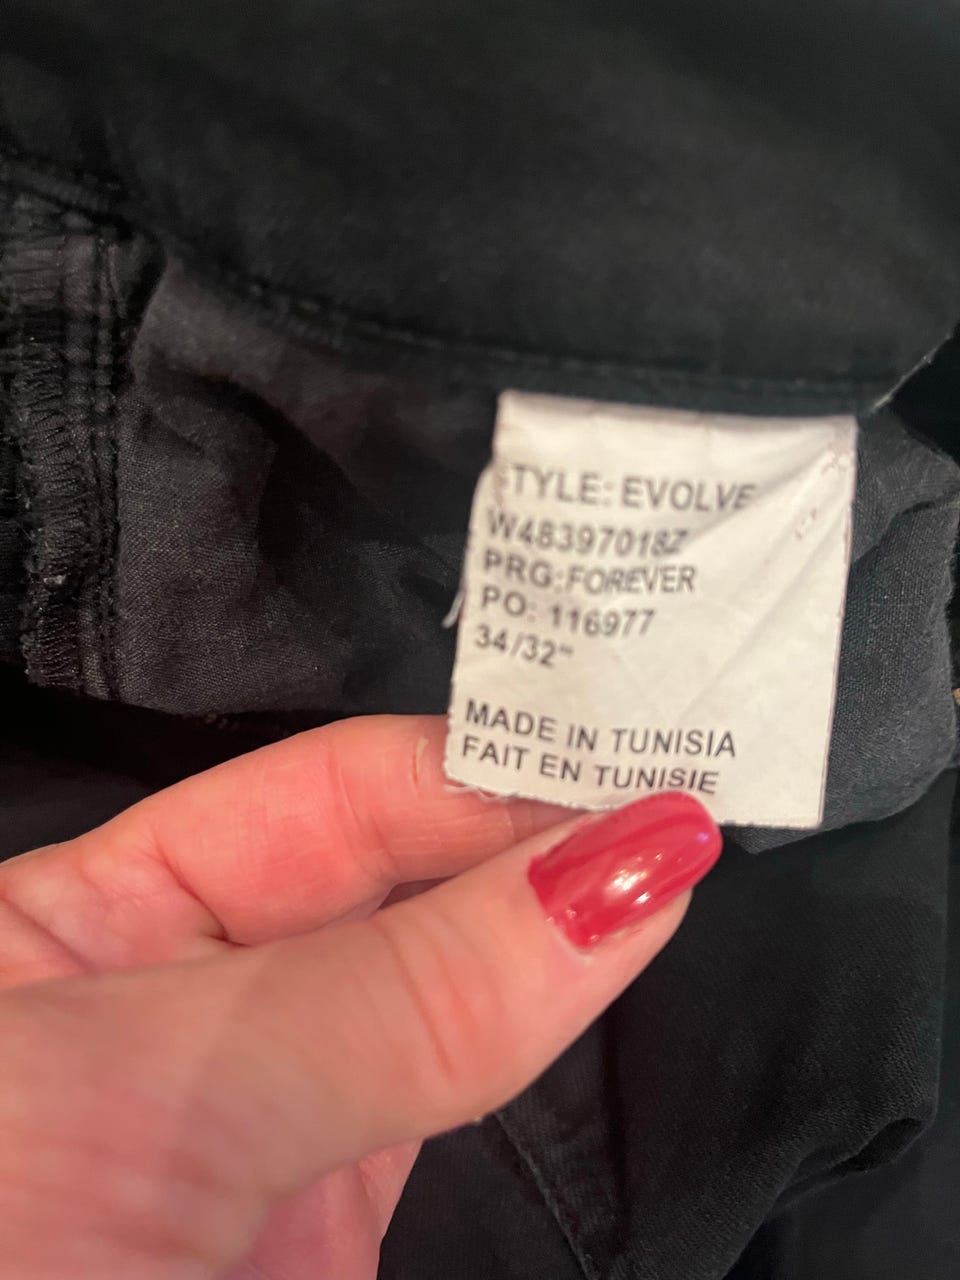 STYLE: EVOLVE
W48397018Z
PRG:FOREVER
PO: 116977
34/32"
MADE IN TUNISIA
FAIT EN TUNISIE